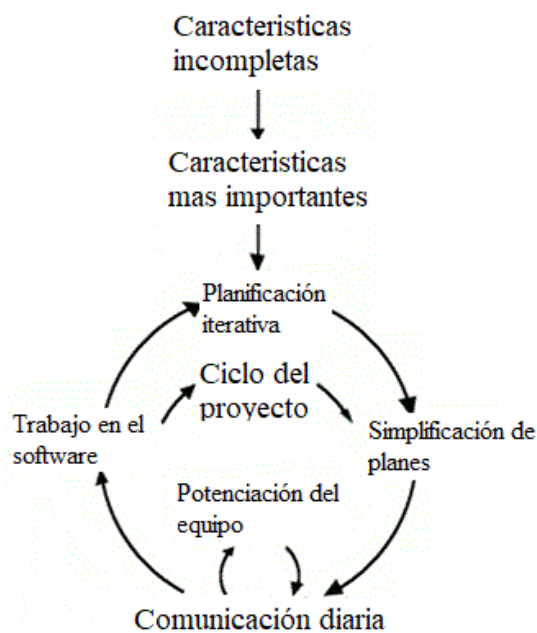 Caracteristicas
incompletas
Caracteristicas
mas importantes
Planificación
iterativa
Ciclo del
proyecto
Trabajo en el
software
Simplificación de
planes
Potenciación del
equipo
Comunicación diaria